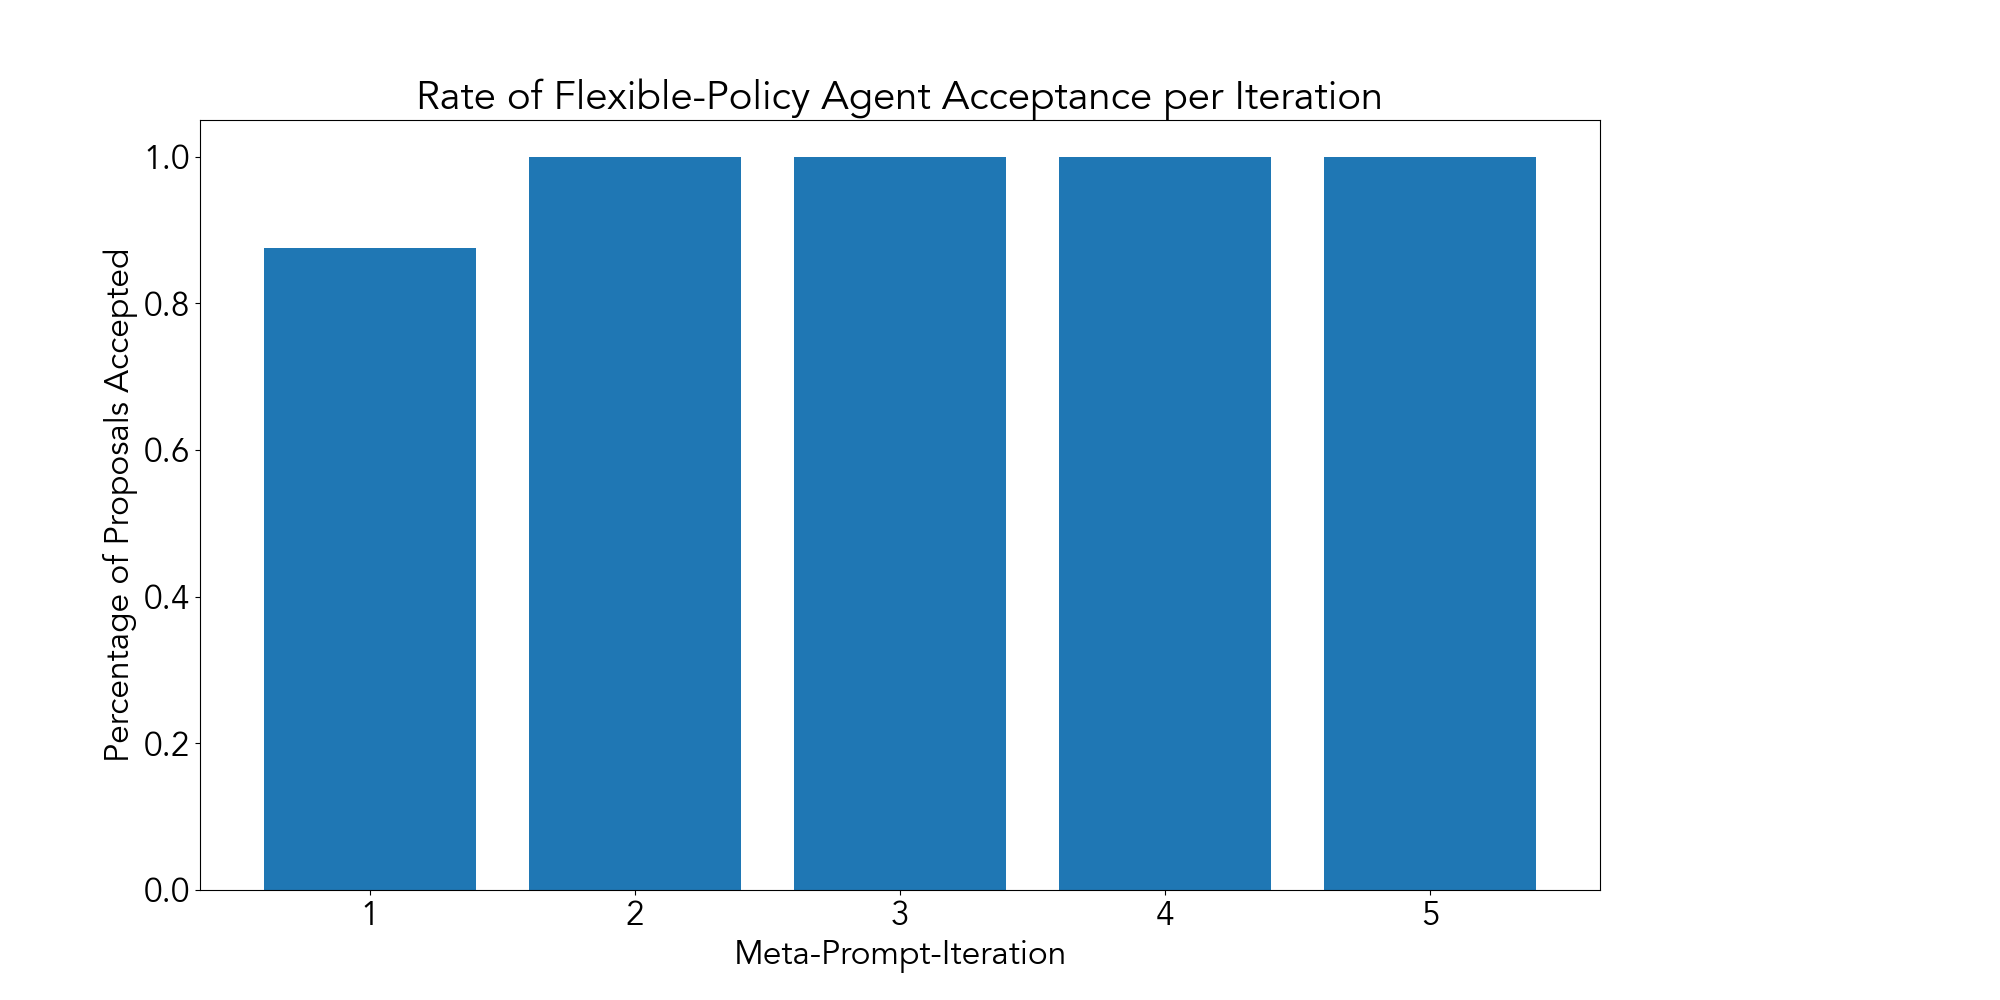 Rate of Flexible-Policy Agent Acceptance per Iteration
Percentage of Proposals Accepted
1.0
0.8
0.6
0.4
0.2
0.0
1 2 3 4 5
Meta-Prompt-Iteration